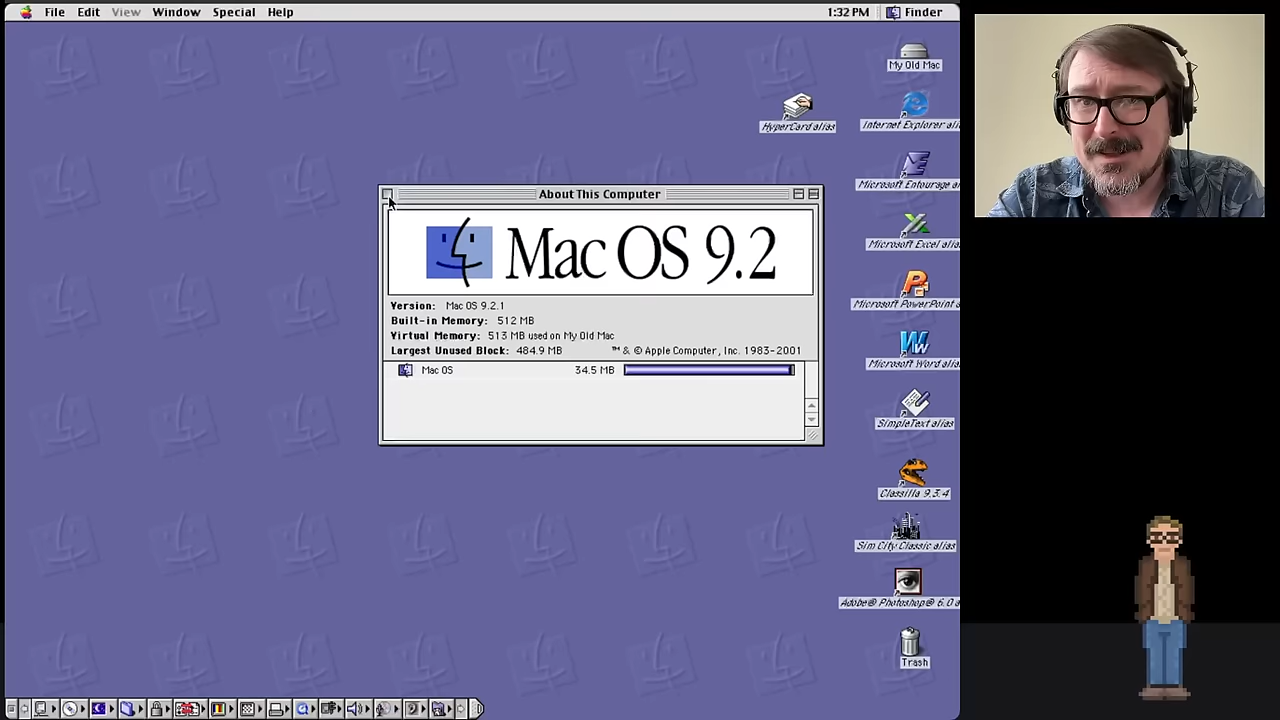 File Edit View Window Special Help 1:32 PM Finder
My Old Mac
HyperCard alias
Internet Explorer ali
Microsoft Entourage a
Microsoft Excel alia
Microsoft PowerPoint a
Microsoft Word alia
SimpleText alias
Classilla 9.3.4
Sim City Classic alias
Adobe® Photoshop® 6.0 a
Trash
About This Computer
Mac OS 9.2
Version: Mac OS 9.2.1
Built-in Memory: 512 MB
Virtual Memory: 513 MB used on My Old Mac
Largest Unused Block: 484.9 MB ™ & © Apple Computer, Inc. 1983-2001
Mac OS 34.5 MB